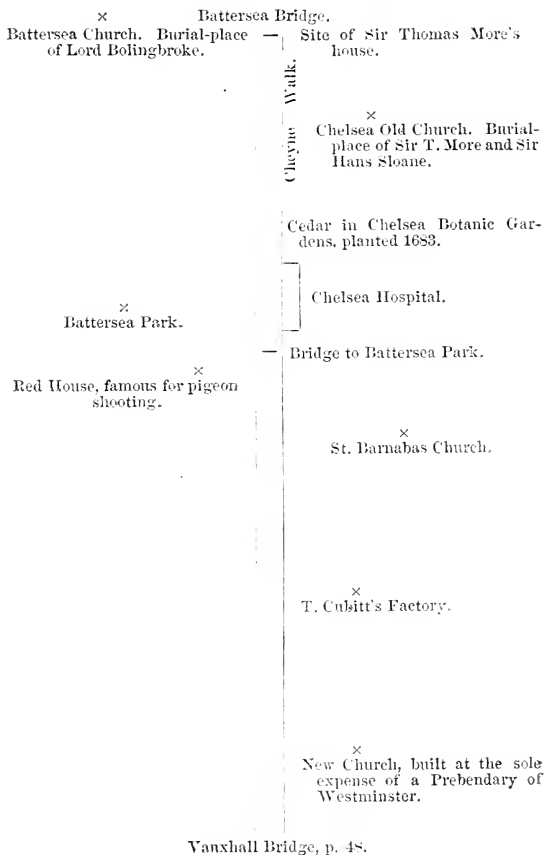 Battersea Bridge.
Battersea Church. Burial-place
of Lord Bolingbroke.
Site of Sir Thomas More's
house.
Cheyne Walk.
Chelsea Old Church. Burial-
place of Sir T. More and Sir
Hans Sloane.
Cedar in Chelsea Botanic Gar-
dens, planted 1683.
Chelsea Hospital.
Battersea Park.
Bridge to Battersea Park.
Red House, famous for pigeon
shooting.
St. Barnabas Church.
T. Cubitt's Factory.
New Church, built at the sole
expense of a Prebendary of
Westminster.
Vauxhall Bridge, p. 48.